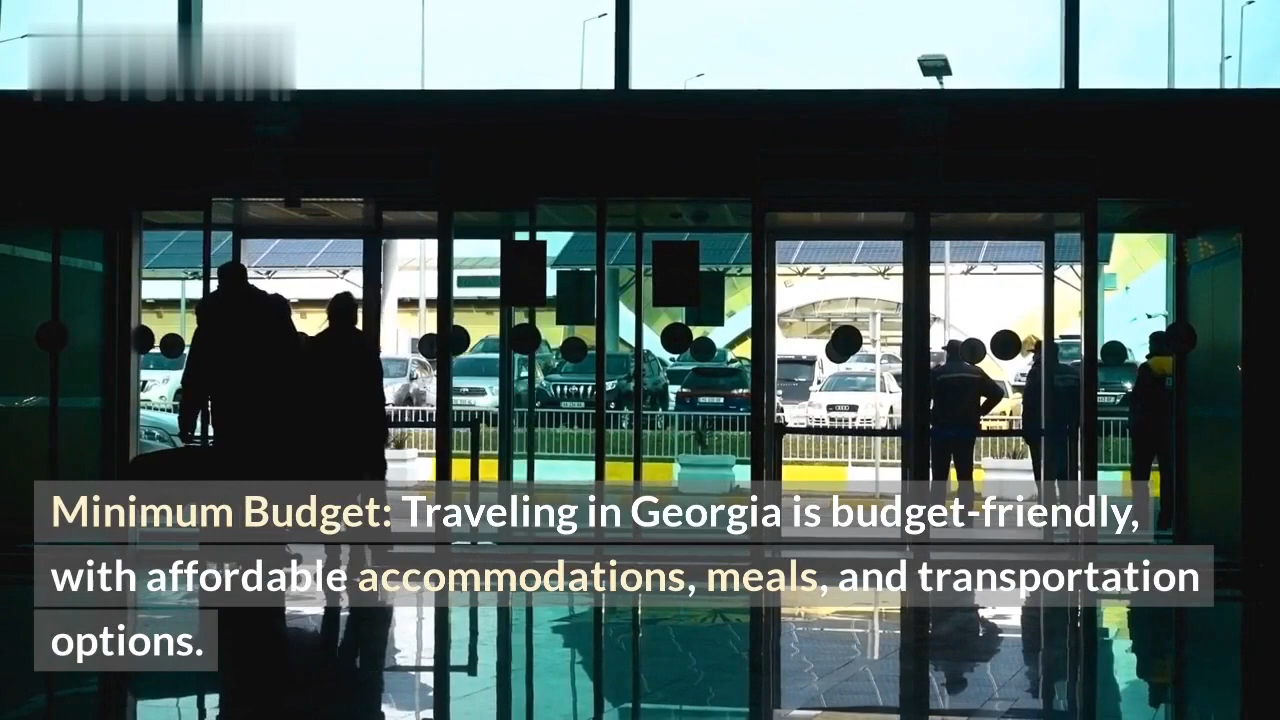 Minimum Budget: Traveling in Georgia is budget-friendly,
with affordable accommodations, meals, and transportation
options.